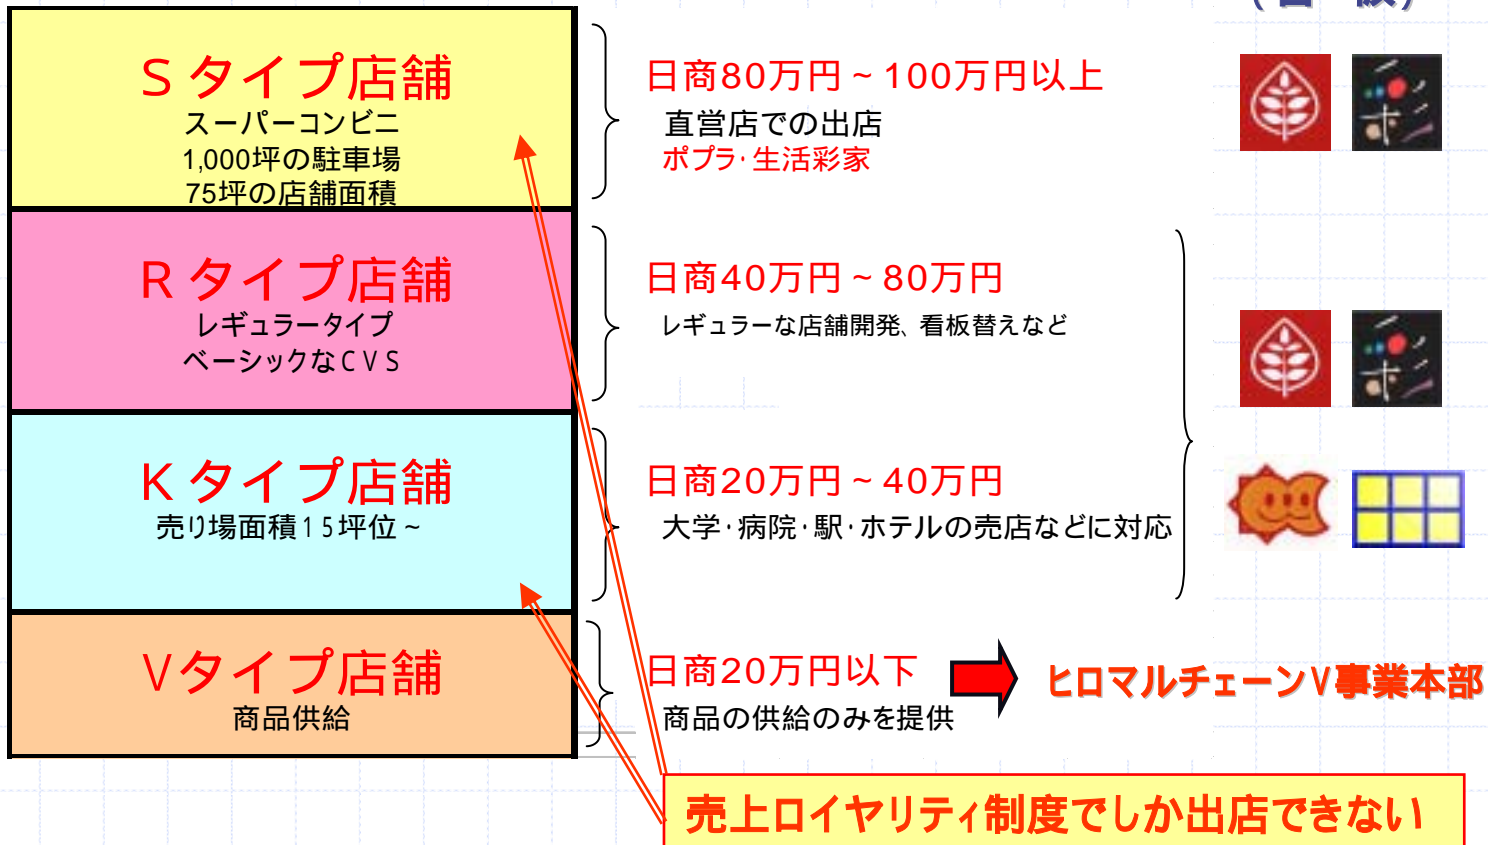 Sタイプ店舗
スーパーコンビニ
1,000坪の駐車場
75坪の店舗面積
日商80万円~100万円以上
直営店での出店
ポプラ・生活彩家
Rタイプ店舗
レギュラータイプ
ベーシックなCVS
日商40万円~80万円
レギュラーな店舗開発、看板替えなど
Kタイプ店舗
売り場面積15坪位~
日商20万円~40万円
大学・病院・駅・ホテルの売店などに対応
Vタイプ店舗
商品供給
日商20万円以下
商品の供給のみを提供
ヒロマルチェーンV事業本部
売上ロイヤリティ制度でしか出店できない